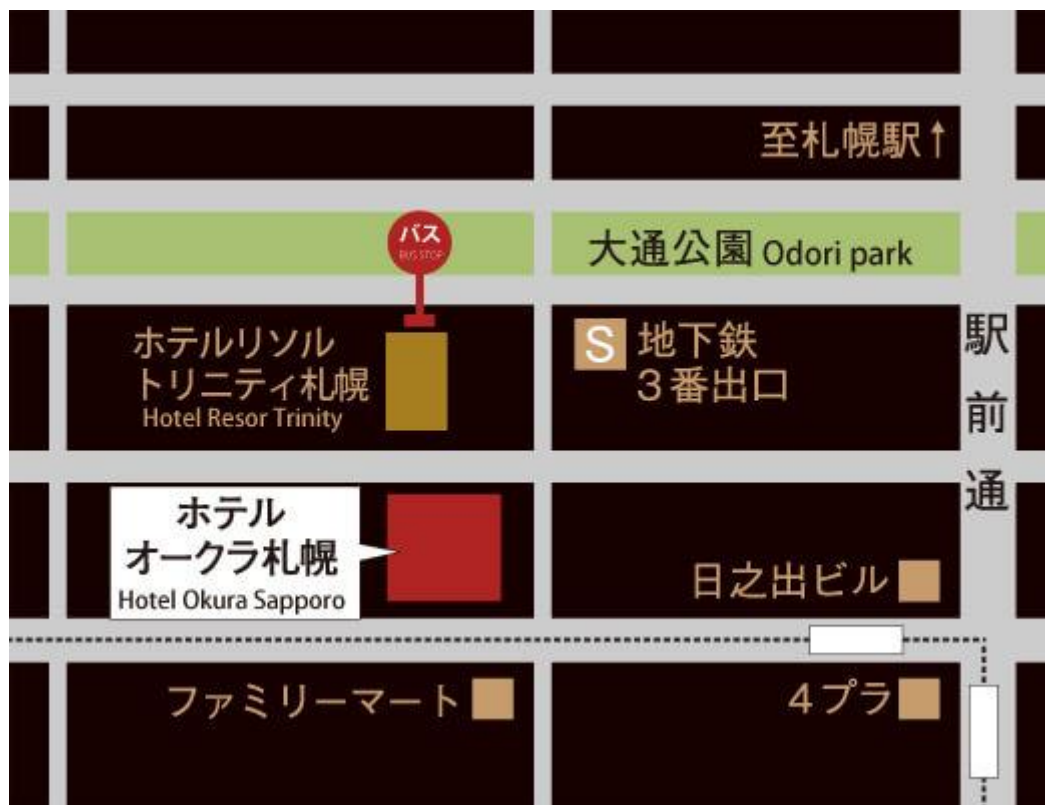 至札幌駅↑
バス
BUS STOP
大通公園 Odori park
ホテルリソル
トリニティ札幌
Hotel Resor Trinity
S 地下鉄
3番出口
駅前通
ホテル
オークラ札幌
Hotel Okura Sapporo
日之出ビル
ファミリーマート
4プラ